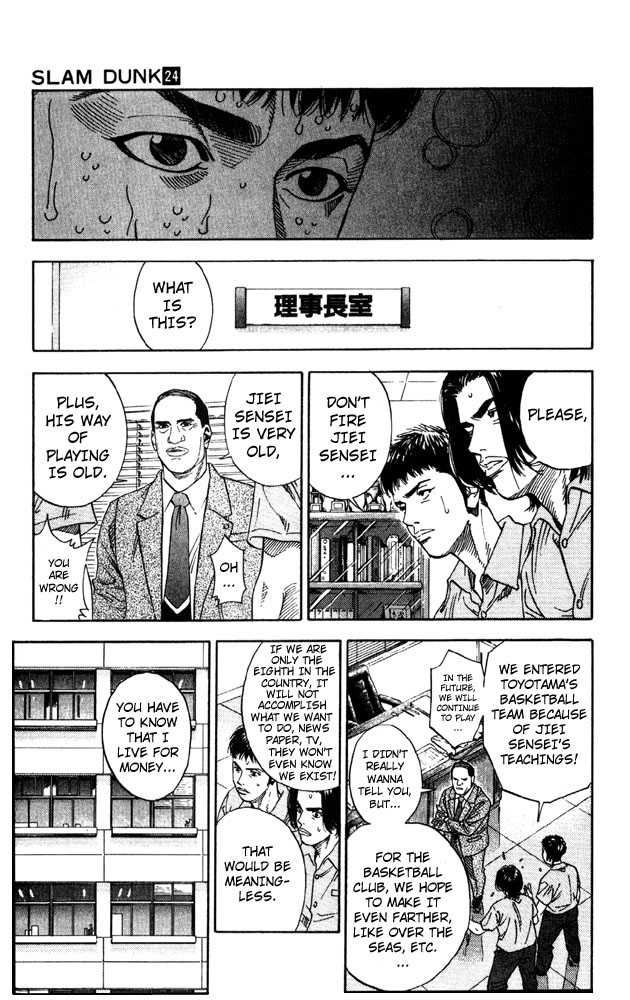 SLAM DUNK 24
WHAT
IS
THIS?
理事長室
PLEASE,
DON'T
FIRE
JIEI
SENSEI
...
JIEI
SENSEI
IS VERY
OLD,
PLUS,
HIS WAY
OF
PLAYING
IS OLD.
OH
...
YOU
ARE
WRONG
!!
WE ENTERED
TOYOTAMA'S
BASKETBALL
TEAM BECAUSE
OF JIEI
SENSEI'S
TEACHINGS!
IN THE
FUTURE,
WE WILL
CONTINUE
TO PLAY
...
I DIDN'T
REALLY
WANNA
TELL YOU,
BUT...
FOR THE
BASKETBALL
CLUB, WE HOPE
TO MAKE
IT EVEN
FARTHER,
LIKE OVER
THE SEAS, ETC.
...
IF WE ARE
ONLY THE
EIGHTH IN THE
COUNTRY, IT
WILL NOT
ACCOMPLISH
WHAT WE WANT
TO DO, NEWS
PAPER, TV,
THEY WON'T
EVEN KNOW
WE EXIST!
THAT
WOULD BE
MEANING-
LESS.
YOU HAVE
TO KNOW
THAT I
LIVE FOR
MONEY...